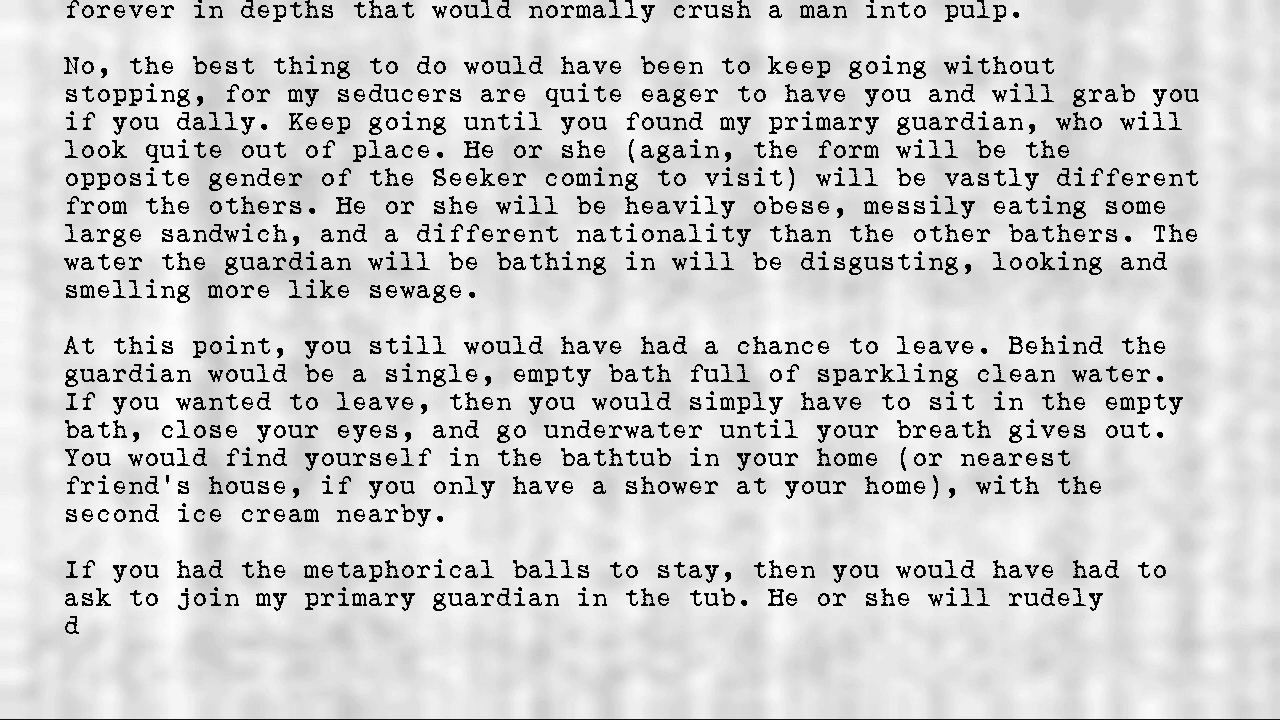 forever in depths that would normally crush a man into pulp.
No, the best thing to do would have been to keep going without
stopping, for my seducers are quite eager to have you and will grab you
if you dally. Keep going until you found my primary guardian, who will
look quite out of place. He or she (again, the form will be the
opposite gender of the Seeker coming to visit) will be vastly different
from the others. He or she will be heavily obese, messily eating some
large sandwich, and a different nationality than the other bathers. The
water the guardian will be bathing in will be disgusting, looking and
smelling more like sewage.
At this point, you still would have had a chance to leave. Behind the
guardian would be a single, empty bath full of sparkling clean water.
If you wanted to leave, then you would simply have to sit in the empty
bath, close your eyes, and go underwater until your breath gives out.
You would find yourself in the bathtub in your home (or nearest
friend's house, if you only have a shower at your home), with the
second ice cream nearby.
If you had the metaphorical balls to stay, then you would have had to
ask to join my primary guardian in the tub. He or she will rudely
d